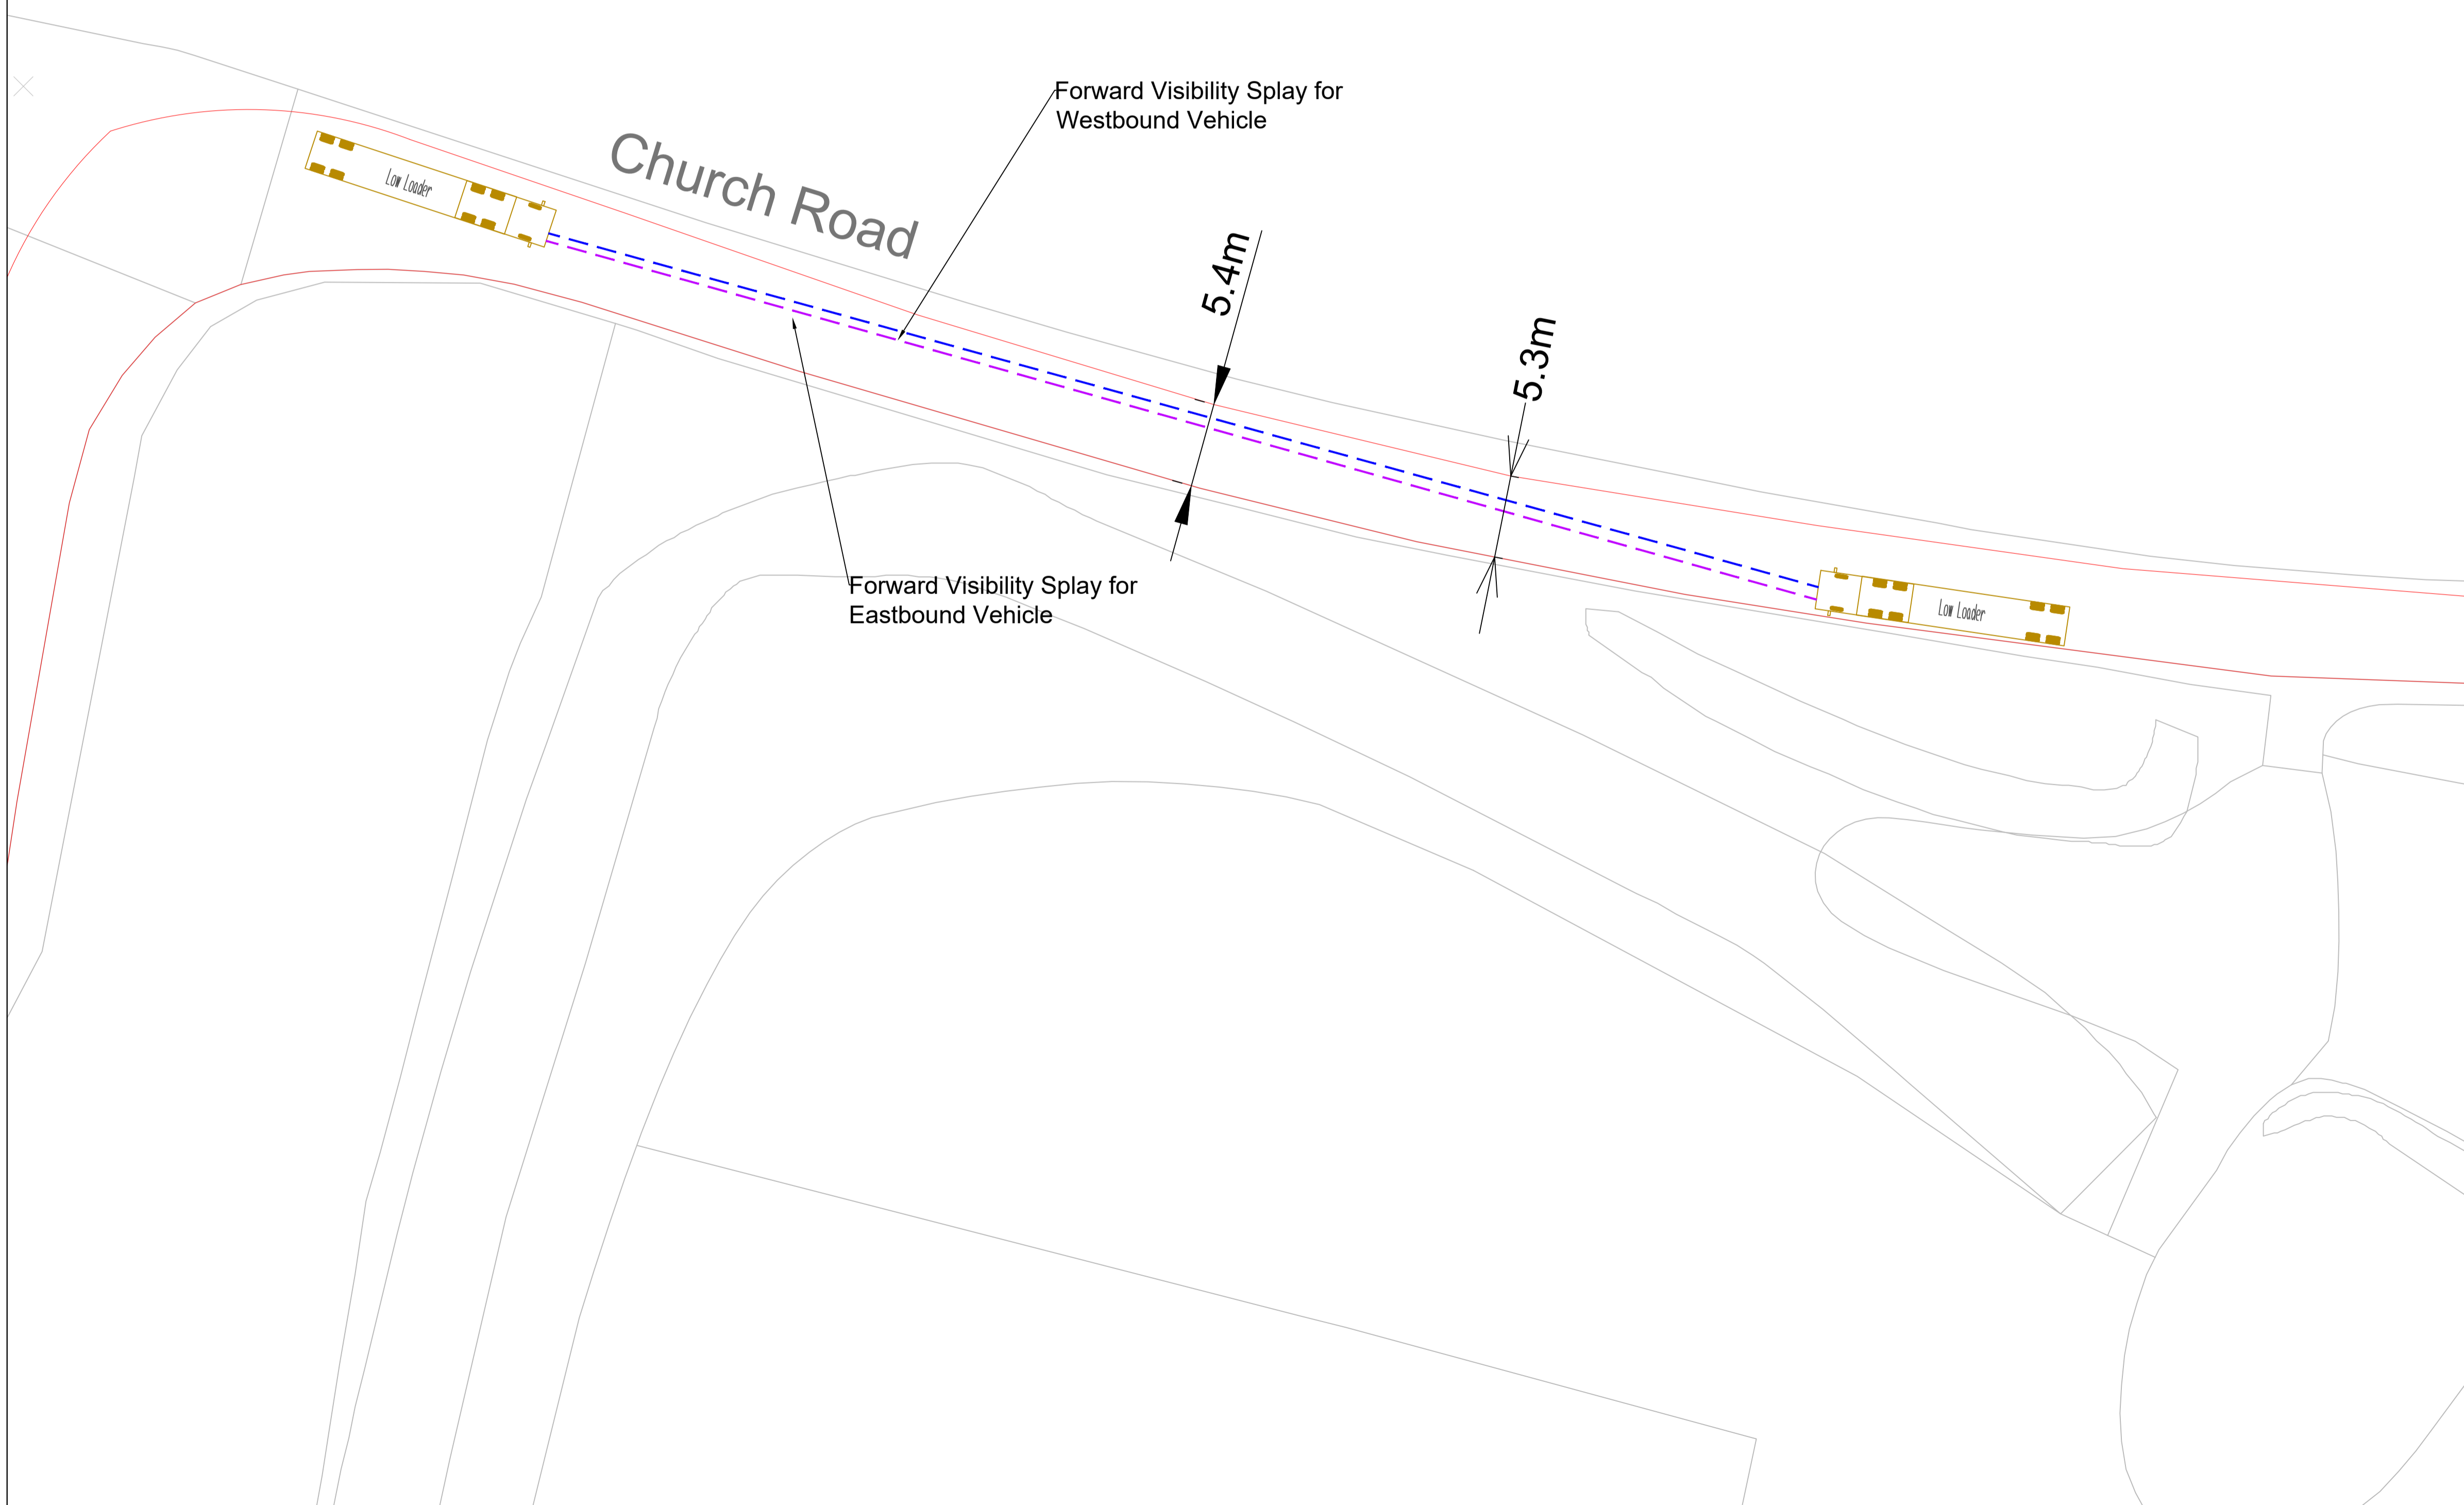 Forward Visibility Splay for
Westbound Vehicle
Church Road
Low Loader
5.4m
5.3m
Forward Visibility Splay for
Eastbound Vehicle
Low Loader